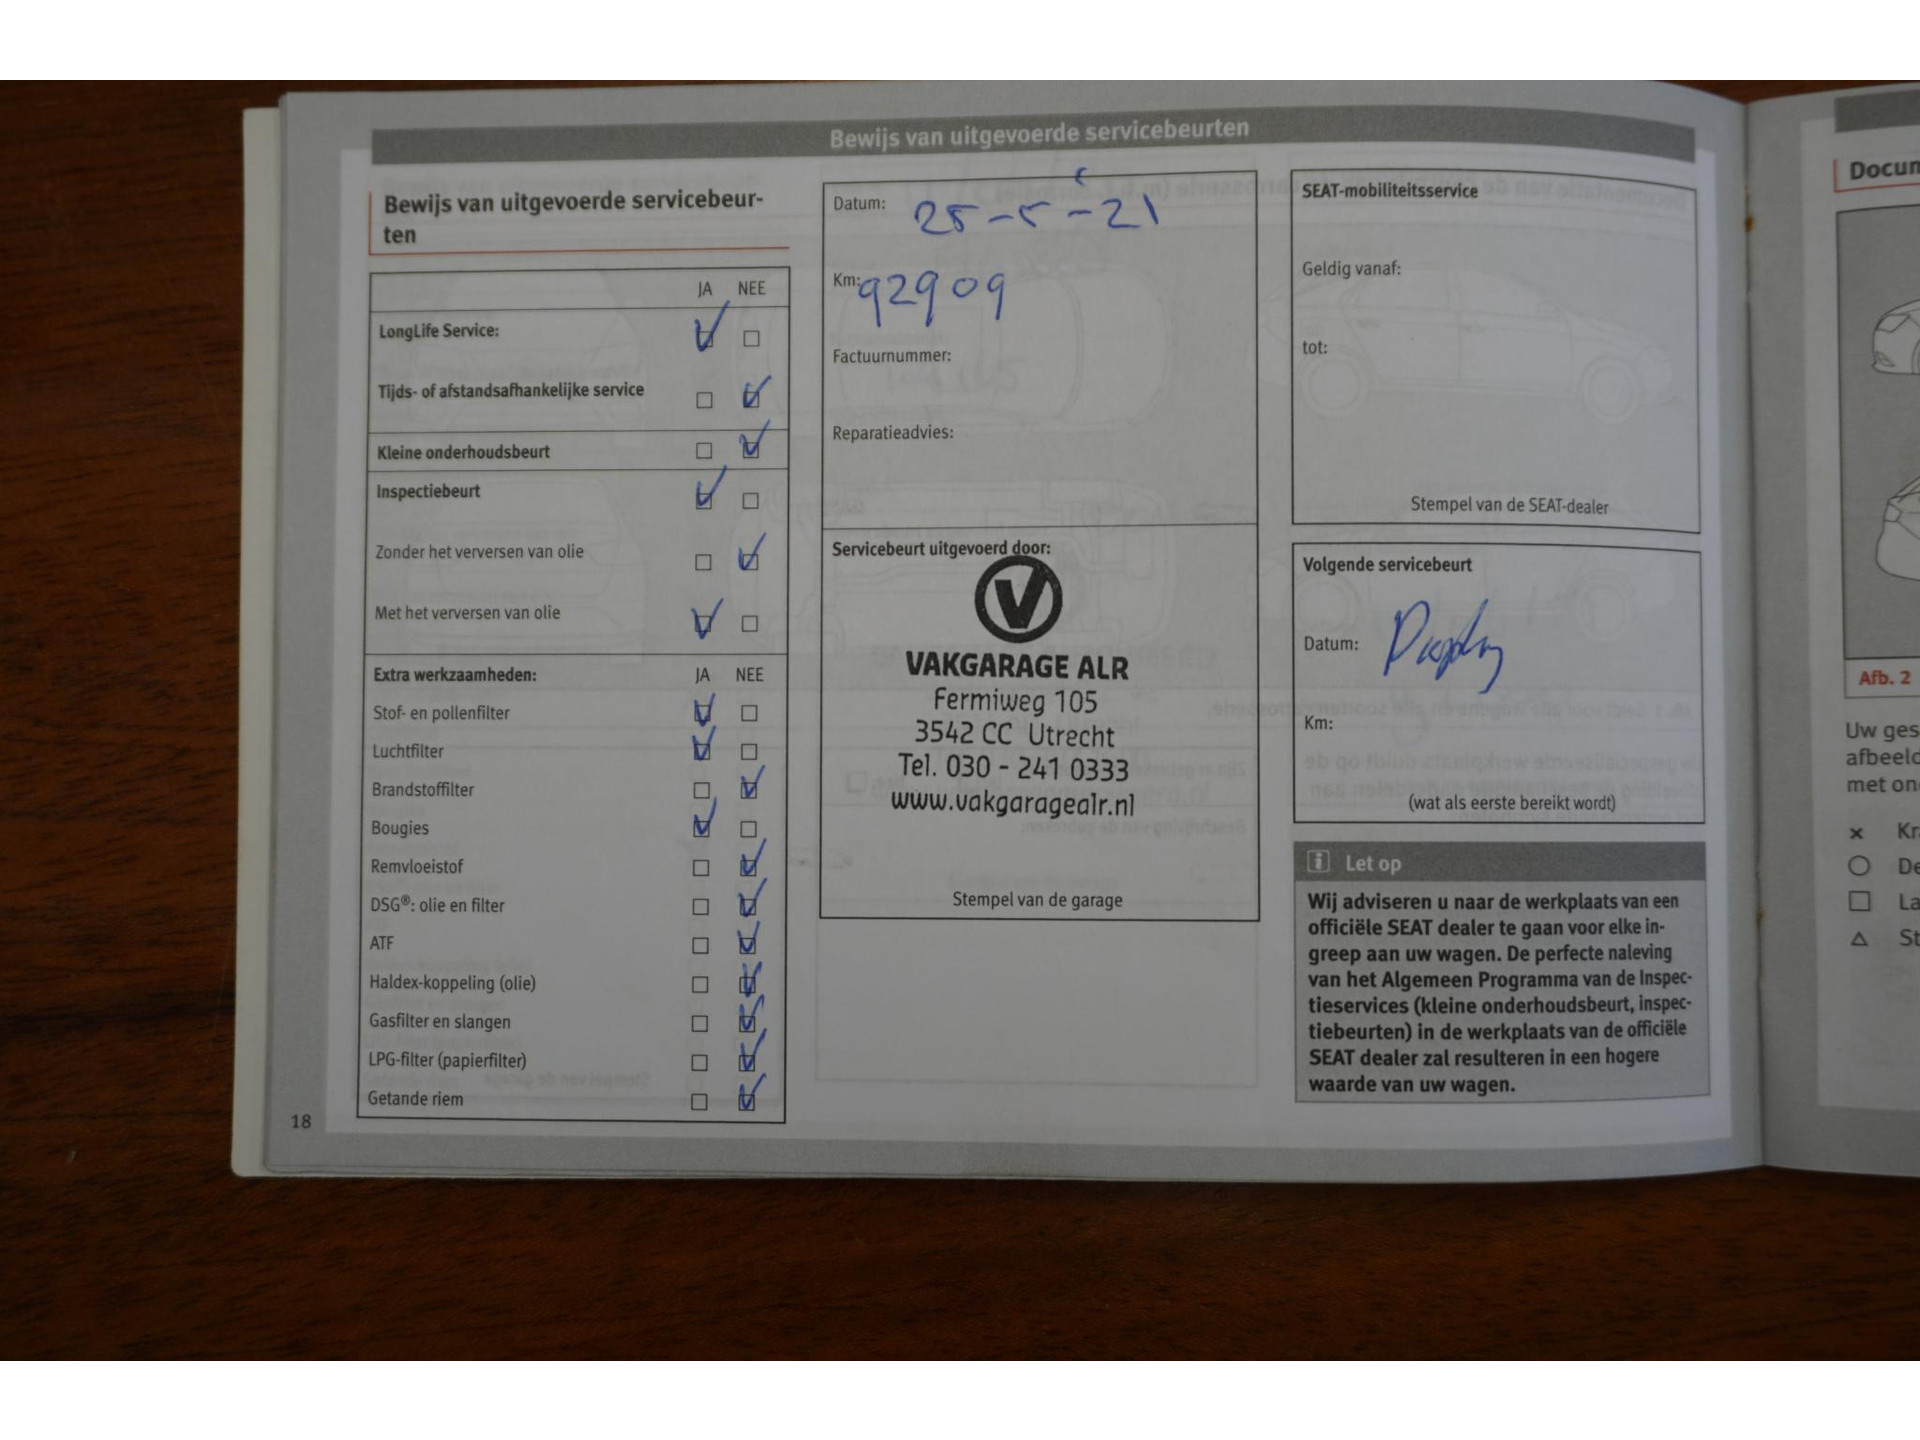 Bewijs van uitgevoerde servicebeurten
Bewijs van uitgevoerde servicebeur-
ten
JA NEE
LongLife Service:
Tijds- of afstandsafhankelijke service
Kleine onderhoudsbeurt
Inspectiebeurt
Zonder het verversen van olie
Met het verversen van olie
Extra werkzaamheden: JA NEE
Stof- en pollenfilter
Luchtfilter
Brandstoffilter
Bougies
Remvloeistof
DSG®: olie en filter
ATF
Haldex-koppeling (olie)
Gasfilter en slangen
LPG-filter (papierfilter)
Getande riem
18
Datum: 25-5-21
Km: 92909
Factuurnummer:
Reparatieadvies:
Servicebeurt uitgevoerd door:
V
VAKGARAGE ALR
Fermiweg 105
3542 CC Utrecht
Tel. 030 - 241 0333
www.vakgaragealr.nl
Stempel van de garage
SEAT-mobiliteitsservice
Geldig vanaf:
tot:
Stempel van de SEAT-dealer
Volgende servicebeurt
Datum: Display
Km:
(wat als eerste bereikt wordt)
i Let op
Wij adviseren u naar de werkplaats van een
officiële SEAT dealer te gaan voor elke in-
greep aan uw wagen. De perfecte naleving
van het Algemeen Programma van de Inspec-
tieservices (kleine onderhoudsbeurt, inspec-
tiebeurten) in de werkplaats van de officiële
SEAT dealer zal resulteren in een hogere
waarde van uw wagen.
Docum
Afb. 2
Uw ges
afbeeld
met on
× Kr
○ De
□ La
△ St